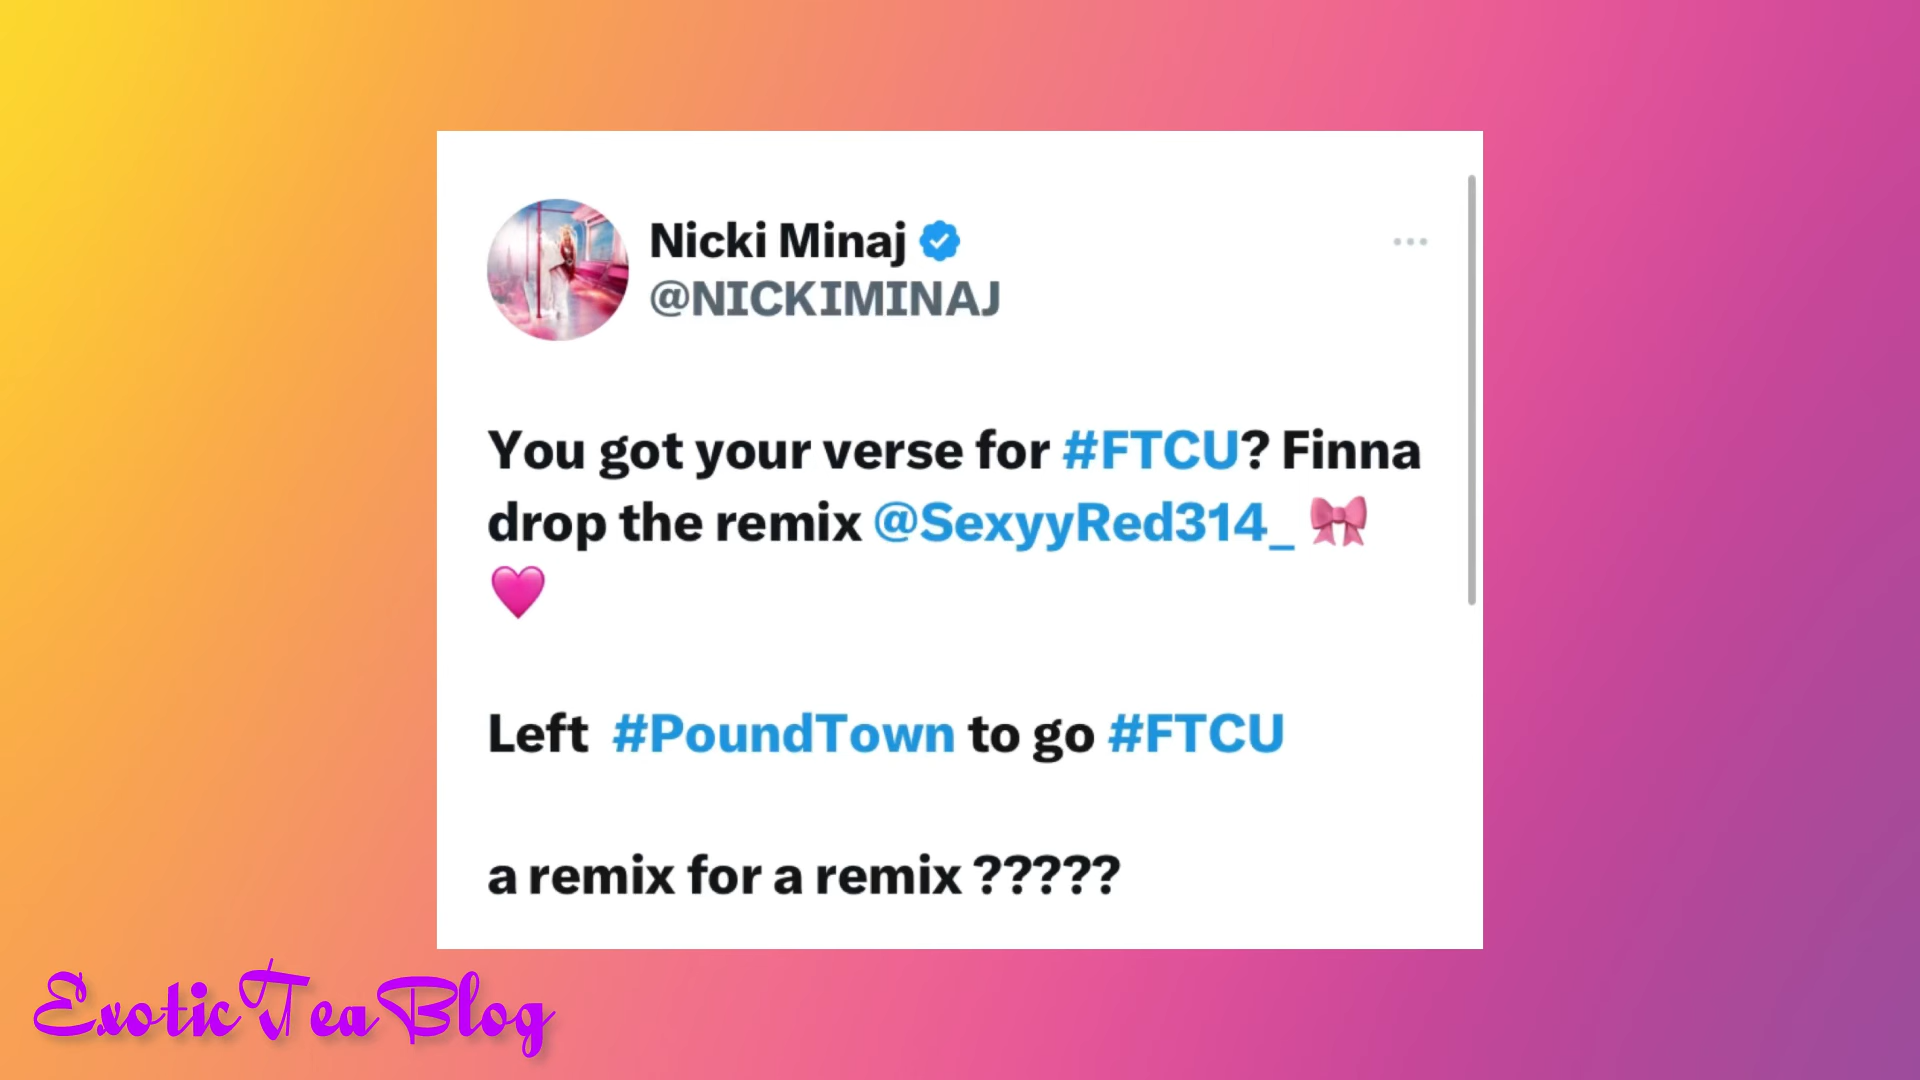 Nicki Minaj
@NICKIMINAJ
You got your verse for #FTCU? Finna
drop the remix @SexyyRed314_ 🎀
🩷
Left #PoundTown to go #FTCU
a remix for a remix ?????
ExoticTeaBlog